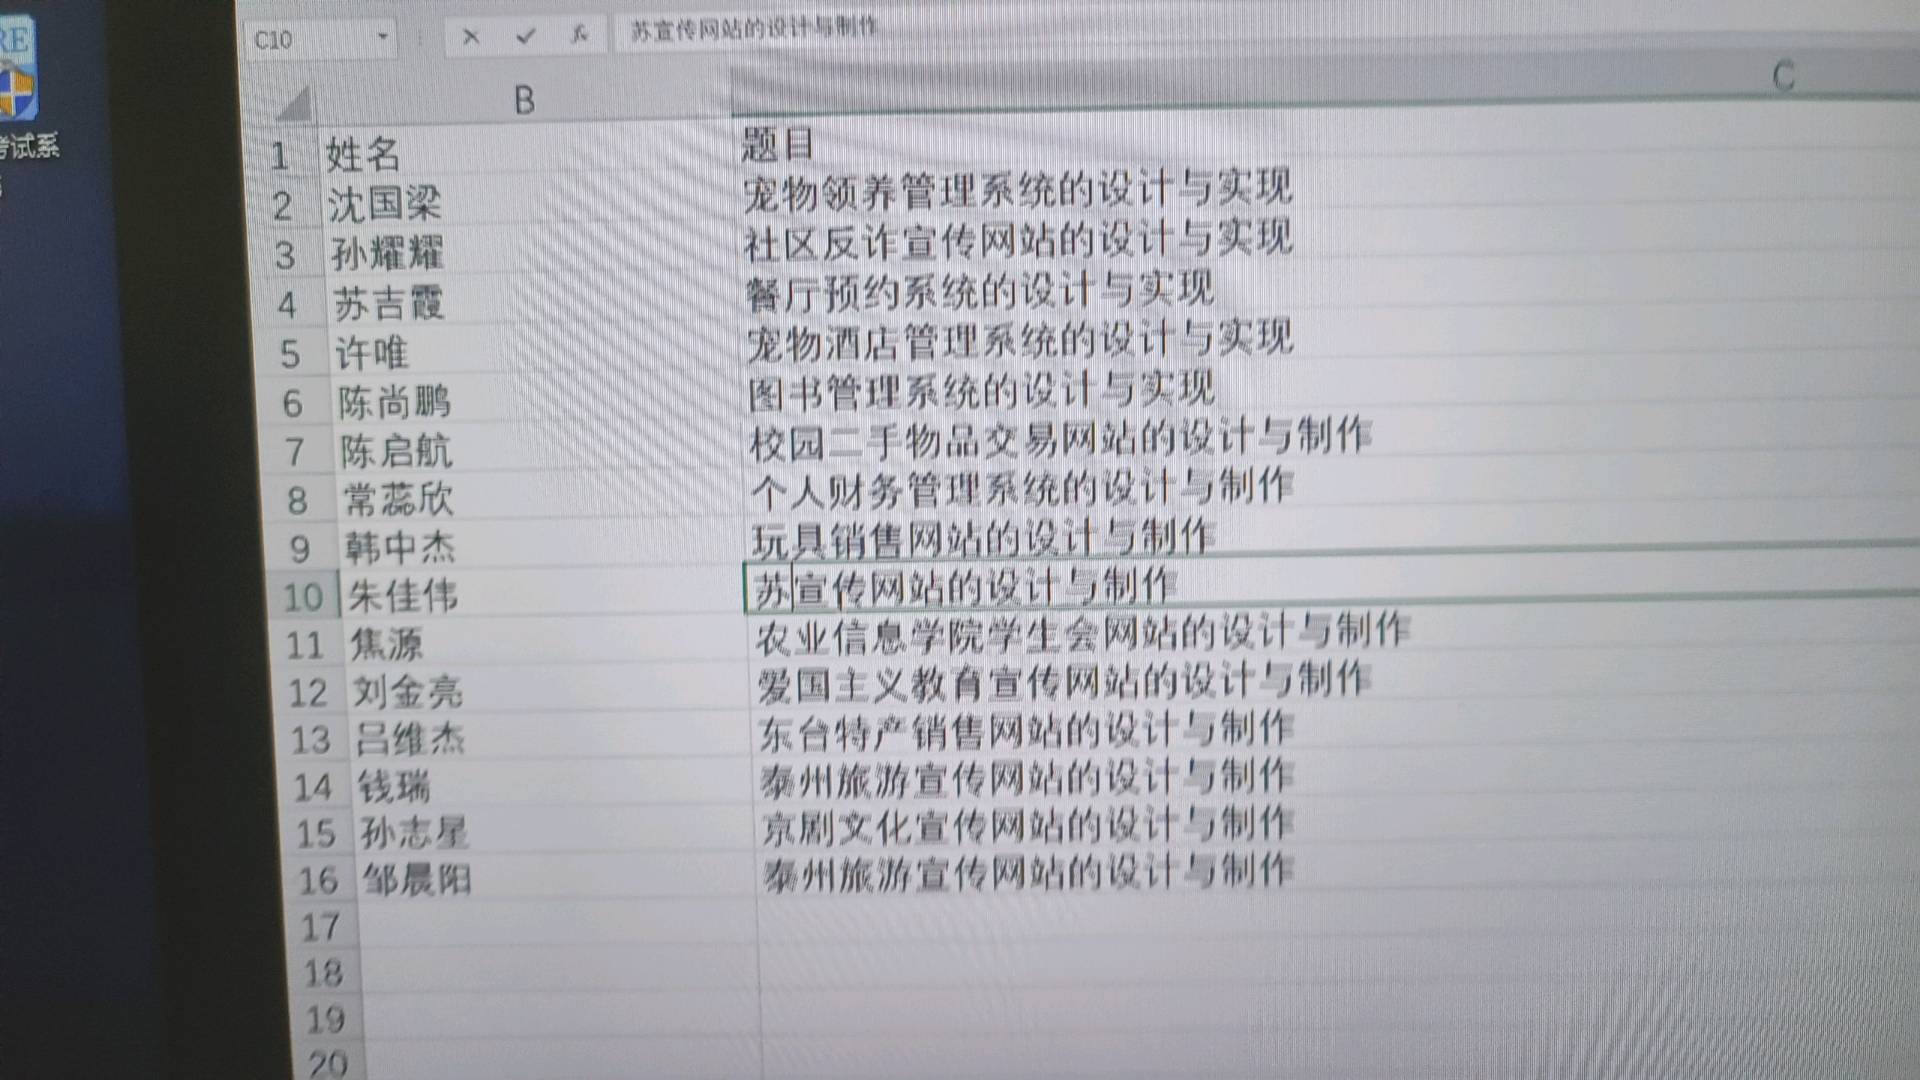 RE
考试系
C10 苏宣传网站的设计与制作
B C
1 姓名 题目
2 沈国梁 宠物领养管理系统的设计与实现
3 孙耀耀 社区反诈宣传网站的设计与实现
4 苏吉霞 餐厅预约系统的设计与实现
5 许唯 宠物酒店管理系统的设计与实现
6 陈尚鹏 图书管理系统的设计与实现
7 陈启航 校园二手物品交易网站的设计与制作
8 常蕊欣 个人财务管理系统的设计与制作
9 韩中杰 玩具销售网站的设计与制作
10 朱佳伟 苏宣传网站的设计与制作
11 焦源 农业信息学院学生会网站的设计与制作
12 刘金亮 爱国主义教育宣传网站的设计与制作
13 吕维杰 东台特产销售网站的设计与制作
14 钱瑞 泰州旅游宣传网站的设计与制作
15 孙志星 京剧文化宣传网站的设计与制作
16 邹晨阳 泰州旅游宣传网站的设计与制作
17
18
19
20